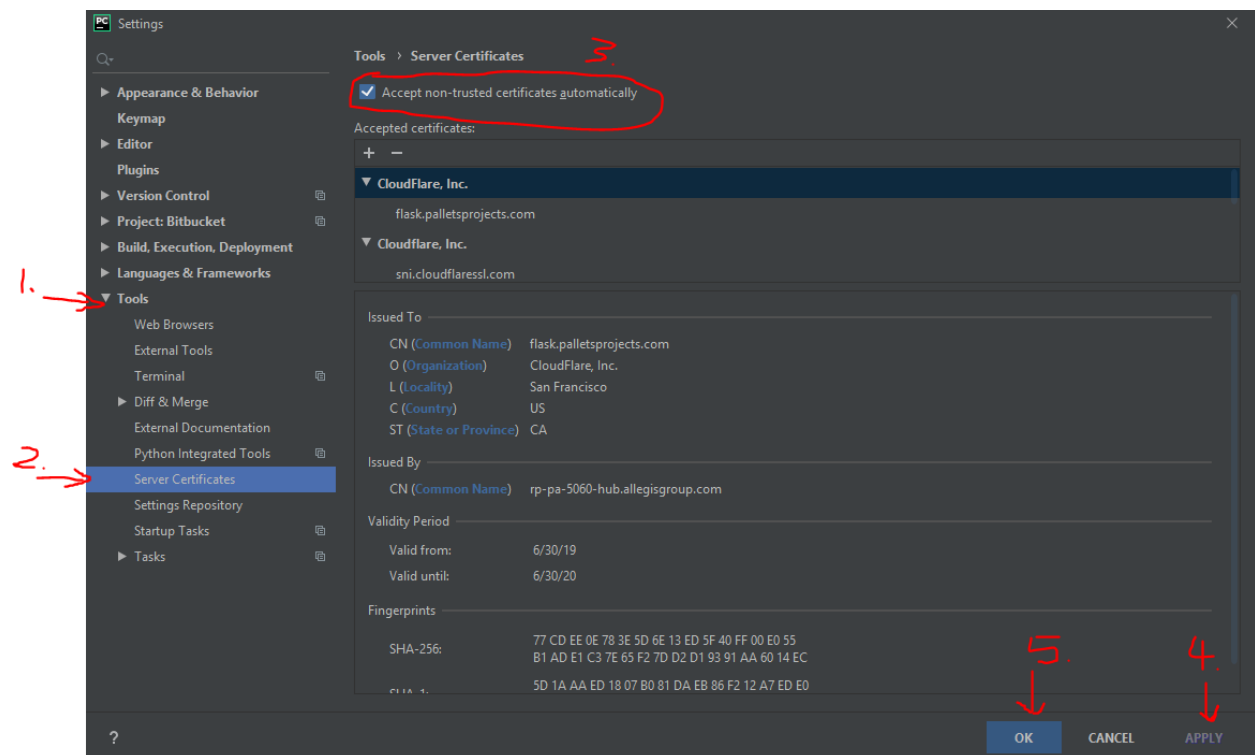 PC Settings
Tools > Server Certificates
3.
Accept non-trusted certificates automatically
Accepted certificates:
+ −
CloudFlare, Inc.
flask.palletsprojects.com
Cloudflare, Inc.
sni.cloudflaressl.com
Appearance & Behavior
Keymap
Editor
Plugins
Version Control
Project: Bitbucket
Build, Execution, Deployment
Languages & Frameworks
1.
Tools
Web Browsers
External Tools
Terminal
Diff & Merge
External Documentation
Python Integrated Tools
2.
Server Certificates
Settings Repository
Startup Tasks
Tasks
Issued To
CN (Common Name) flask.palletsprojects.com
O (Organization) CloudFlare, Inc.
L (Locality) San Francisco
C (Country) US
ST (State or Province) CA
Issued By
CN (Common Name) rp-pa-5060-hub.allegisgroup.com
Validity Period
Valid from: 6/30/19
Valid until: 6/30/20
Fingerprints
SHA-256: 77 CD EE 0E 78 3E 5D 6E 13 ED 5F 40 FF 00 E0 55
B1 AD E1 C3 7E 65 F2 7D D2 D1 93 91 AA 60 14 EC
SHA-1: 5D 1A AA ED 18 07 B0 81 DA EB 86 F2 12 A7 ED E0
5. 4.
? OK CANCEL APPLY